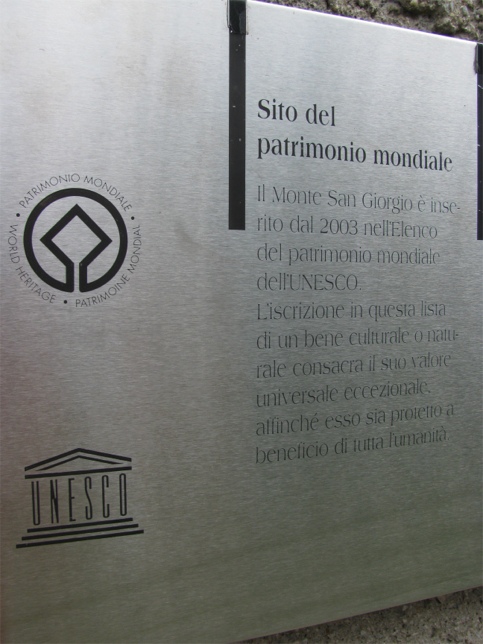 Sito del
patrimonio mondiale
Il Monte San Giorgio è inse-
rito dal 2003 nell'Elenco
del patrimonio mondiale
dell'UNESCO.
L'iscrizione in questa lista
di un bene culturale o natu-
rale consacra il suo valore
universale eccezionale,
affinché esso sia protetto a
beneficio di tutta l'umanità.
• PATRIMONIO MONDIALE •
WORLD HERITAGE • PATRIMOINE MONDIAL
UNESCO